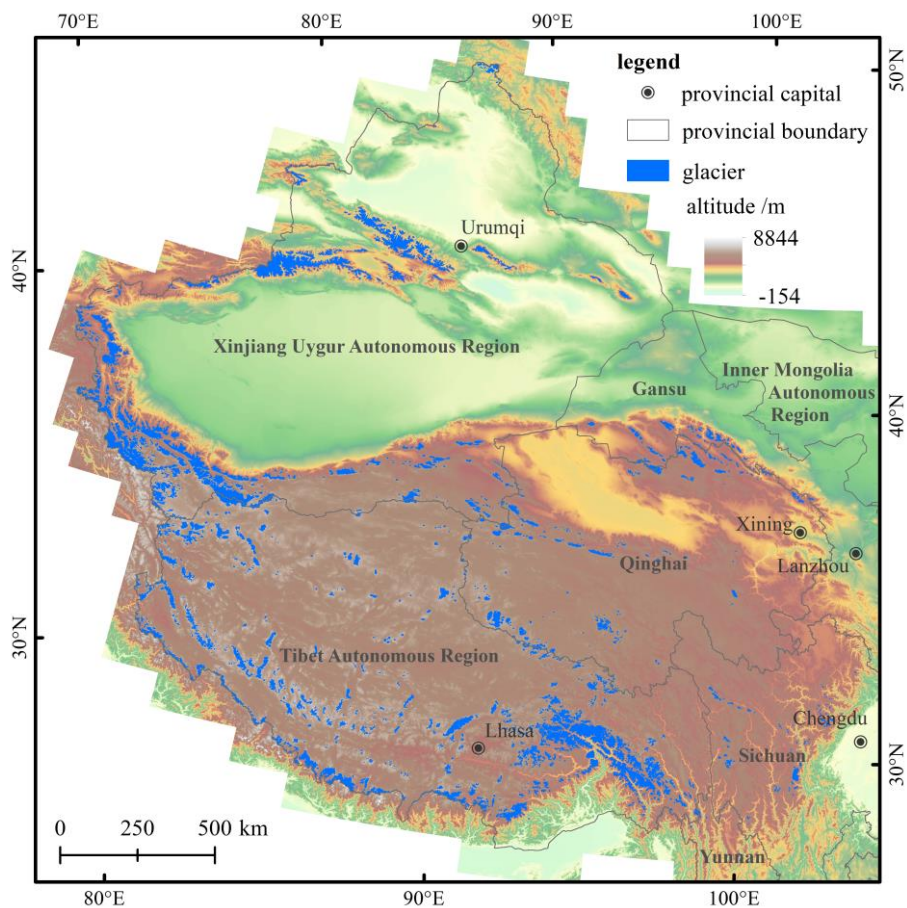 70°E 80°E 90°E 100°E
legend
provincial capital
provincial boundary
glacier
altitude /m
8844
-154
50°N
40°N
Urumqi
Xinjiang Uygur Autonomous Region
Gansu
Inner Mongolia
Autonomous
Region
40°N
Xining
Lanzhou
Qinghai
30°N
Tibet Autonomous Region
Lhasa
Chengdu
Sichuan
30°N
Yunnan
0 250 500 km
80°E 90°E 100°E